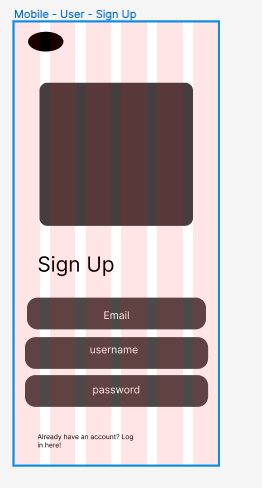 Mobile - User - Sign Up
Sign Up
Email
username
password
Already have an account? Log
in here!